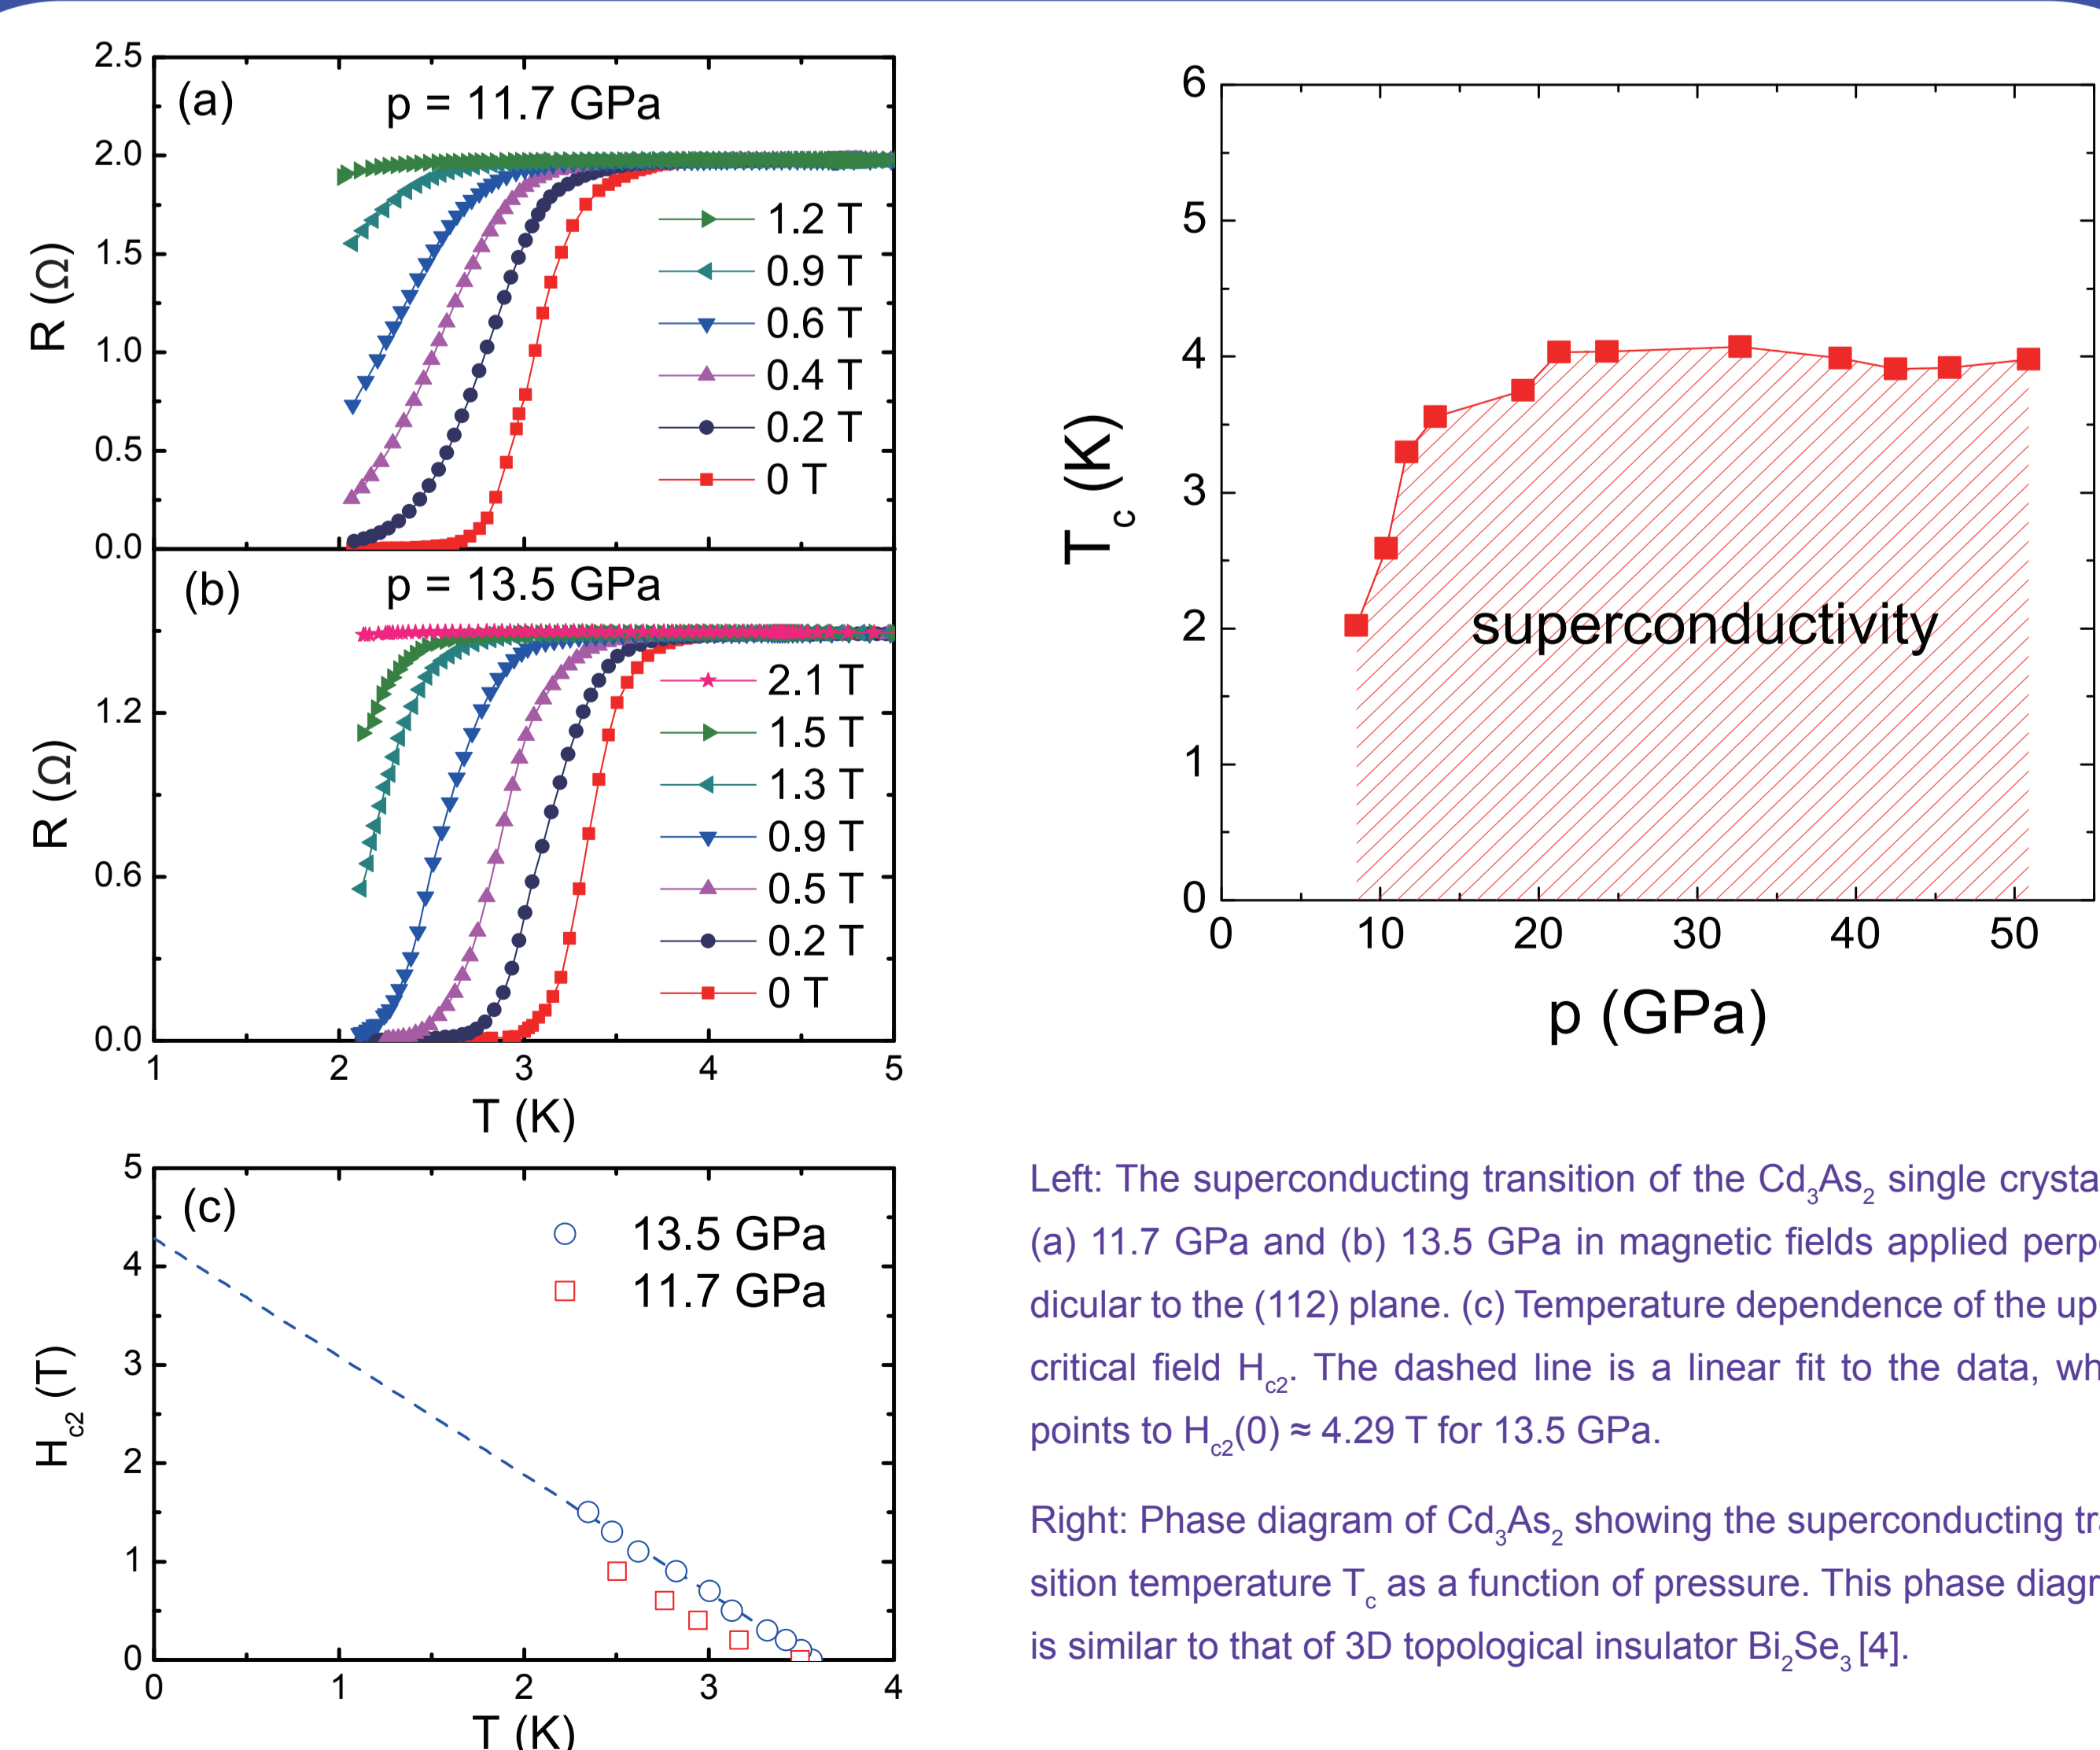 2.5
(a)
p = 11.7 GPa
2.0
1.5
1.0
0.5
0.0
R (Ω)
1.2 T
0.9 T
0.6 T
0.4 T
0.2 T
0 T
(b)
p = 13.5 GPa
1.2
0.6
0.0
R (Ω)
2.1 T
1.5 T
1.3 T
0.9 T
0.5 T
0.2 T
0 T
1 2 3 4 5
T (K)
5
4
3
2
1
0
(c)
13.5 GPa
11.7 GPa
Hc2 (T)
0 1 2 3 4
T (K)
6
5
4
3
2
1
0
Tc (K)
superconductivity
0 10 20 30 40 50
p (GPa)
Left: The superconducting transition of the Cd3As2 single crysta
(a) 11.7 GPa and (b) 13.5 GPa in magnetic fields applied perp
dicular to the (112) plane. (c) Temperature dependence of the up
critical field Hc2. The dashed line is a linear fit to the data, wh
points to Hc2(0) ≈ 4.29 T for 13.5 GPa.
Right: Phase diagram of Cd3As2 showing the superconducting tra
sition temperature Tc as a function of pressure. This phase diagr
is similar to that of 3D topological insulator Bi2Se3 [4].